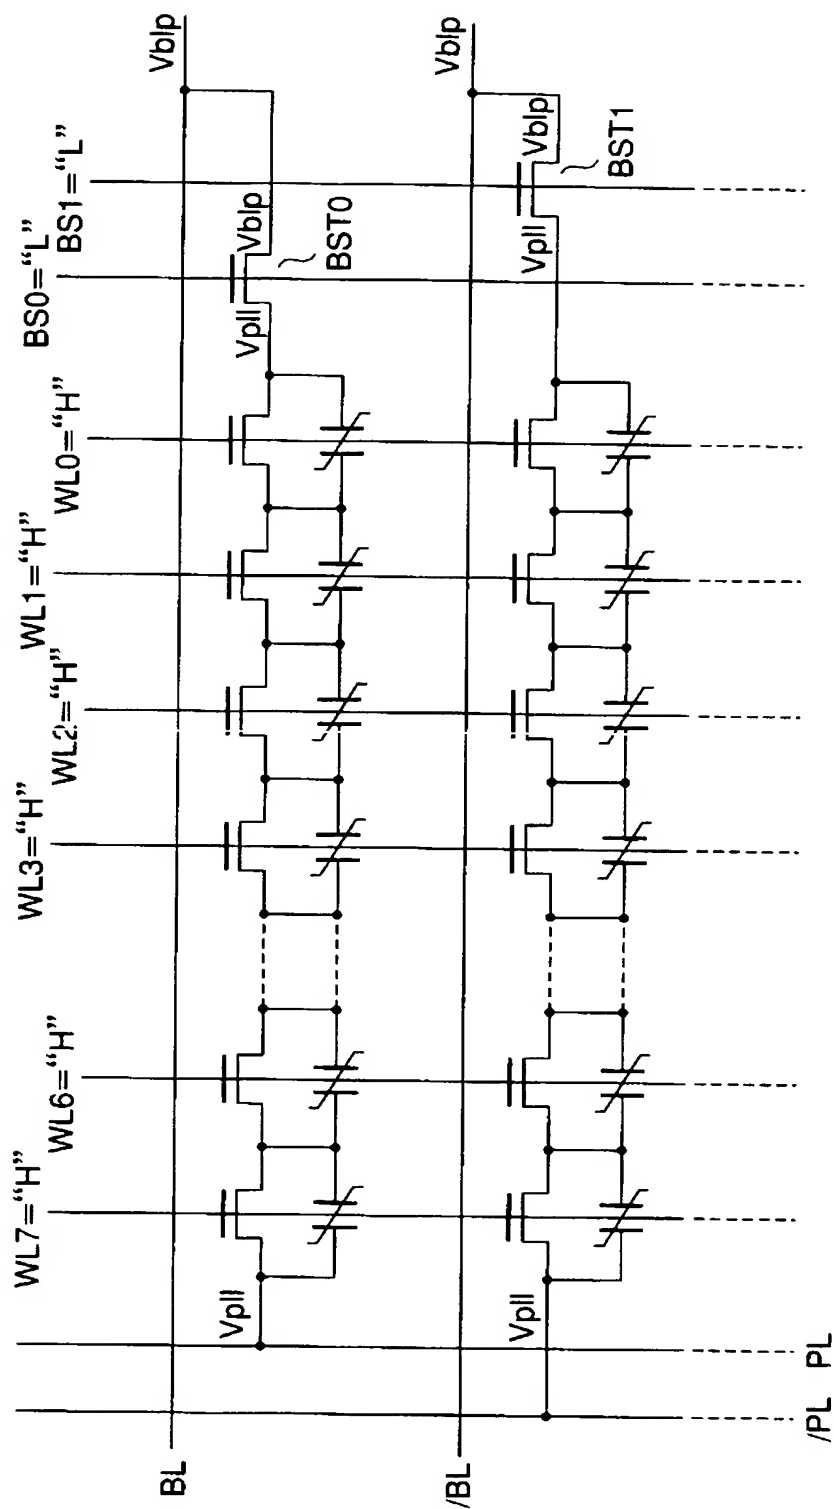 Vblp
Vblp
BS1="L"
BS0="L"
Vblp
Vblp
BST0
BST1
Vpll
Vpll
WL0="H"
WL1="H"
WL2="H"
WL3="H"
WL6="H"
WL7="H"
Vpll
Vpll
/PL PL
BL
/BL